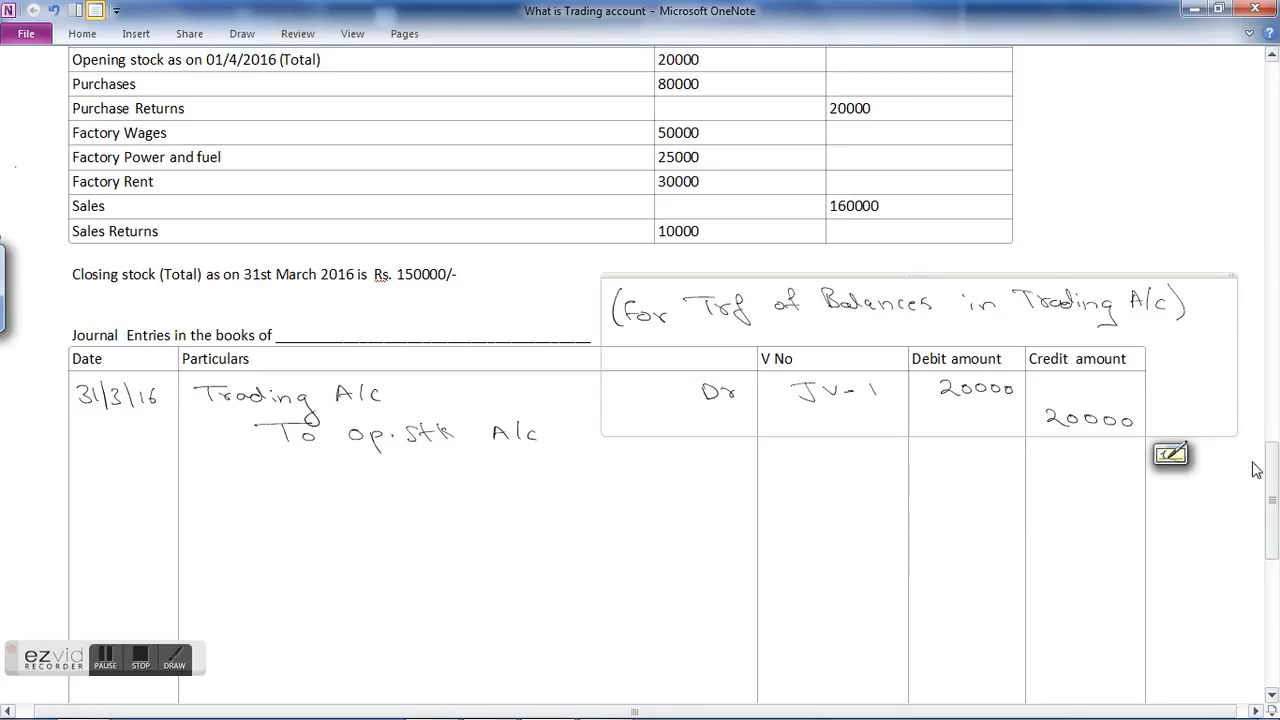 What is Trading account - Microsoft OneNote
File Home Insert Share Draw Review View Pages
Opening stock as on 01/4/2016 (Total) 20000
Purchases 80000
Purchase Returns 20000
Factory Wages 50000
Factory Power and fuel 25000
Factory Rent 30000
Sales 160000
Sales Returns 10000
Closing stock (Total) as on 31st March 2016 is Rs. 150000/-
(For Trf of Balances in Trading A/c)
Journal Entries in the books of ____________________________________
Date Particulars V No Debit amount Credit amount
31/3/16 Trading A/c Dr JV-1 20000
To Op. Stk A/c 20000
ezvid
RECORDER
PAUSE STOP DRAW